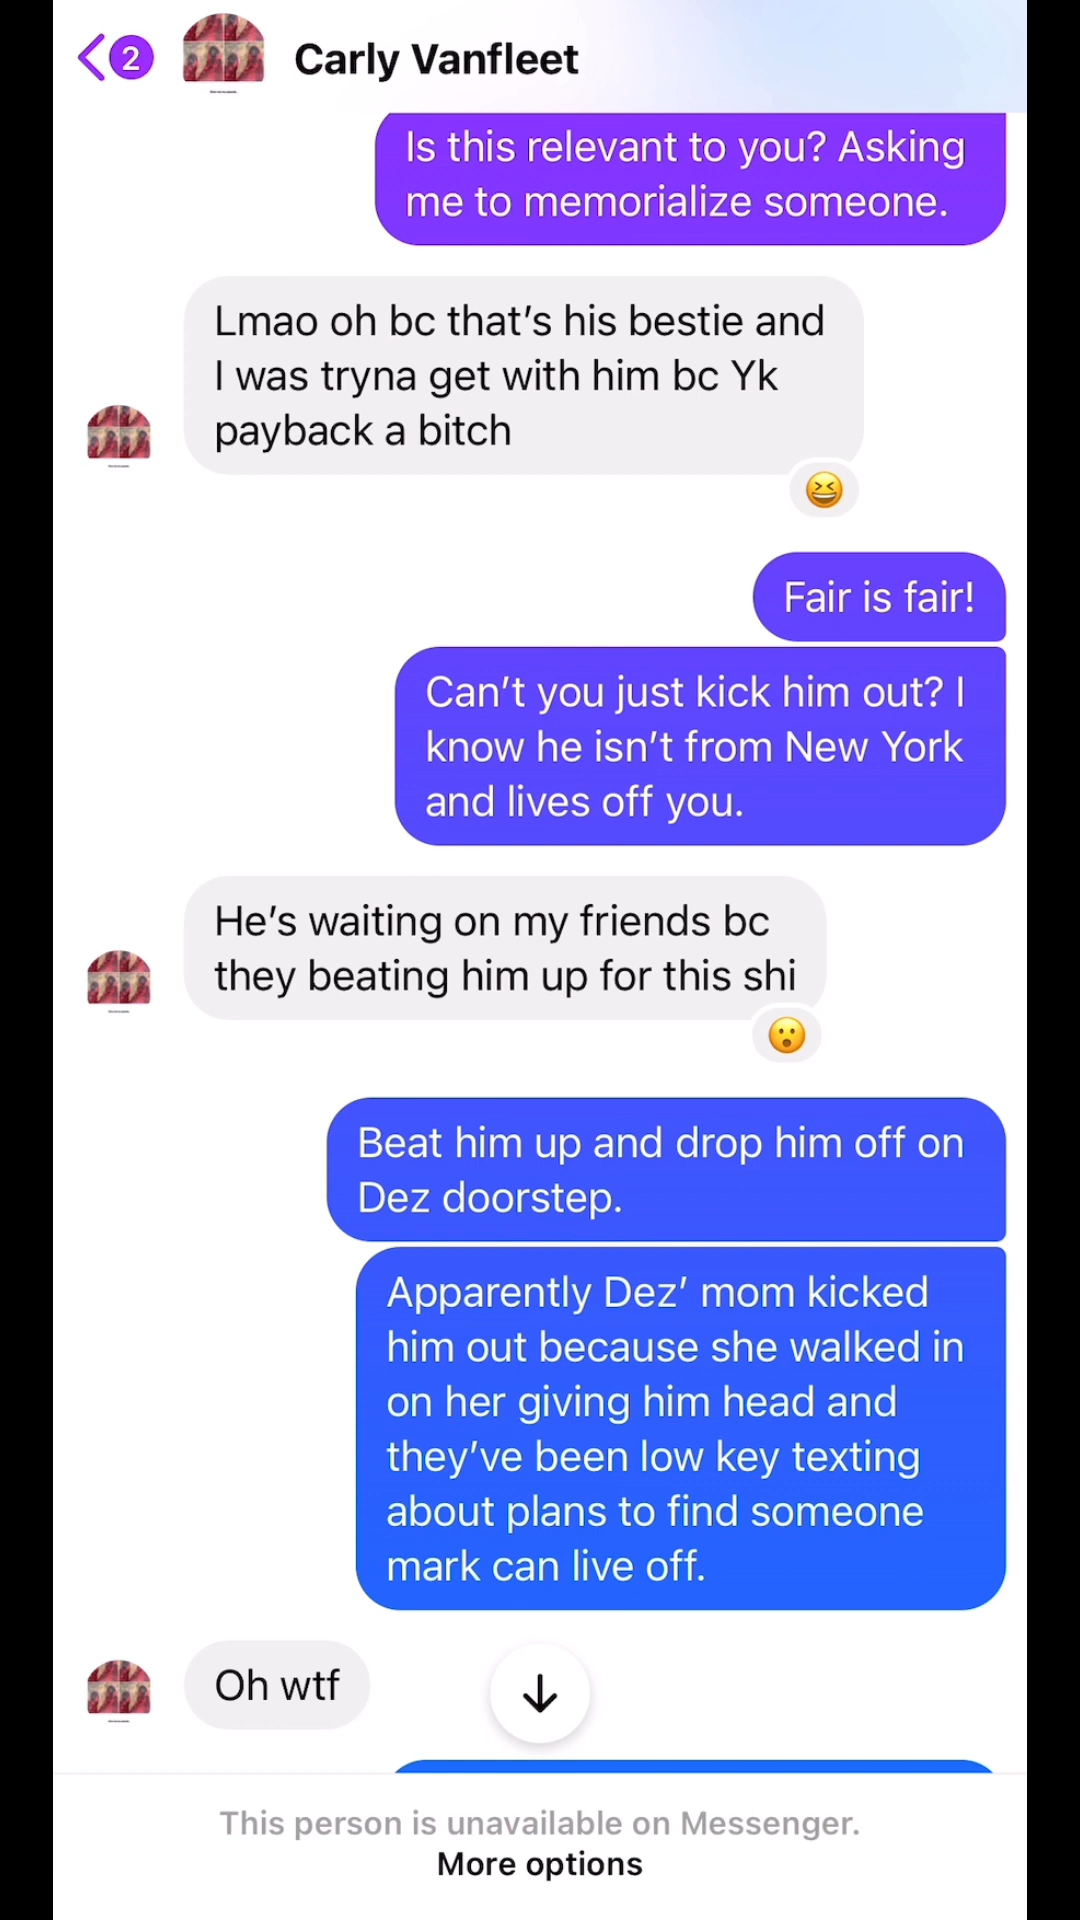 2
Carly Vanfleet
Is this relevant to you? Asking
me to memorialize someone.
Lmao oh bc that's his bestie and
I was tryna get with him bc Yk
payback a bitch
Fair is fair!
Can't you just kick him out? I
know he isn't from New York
and lives off you.
He's waiting on my friends bc
they beating him up for this shi
Beat him up and drop him off on
Dez doorstep.
Apparently Dez' mom kicked
him out because she walked in
on her giving him head and
they've been low key texting
about plans to find someone
mark can live off.
Oh wtf
This person is unavailable on Messenger.
More options